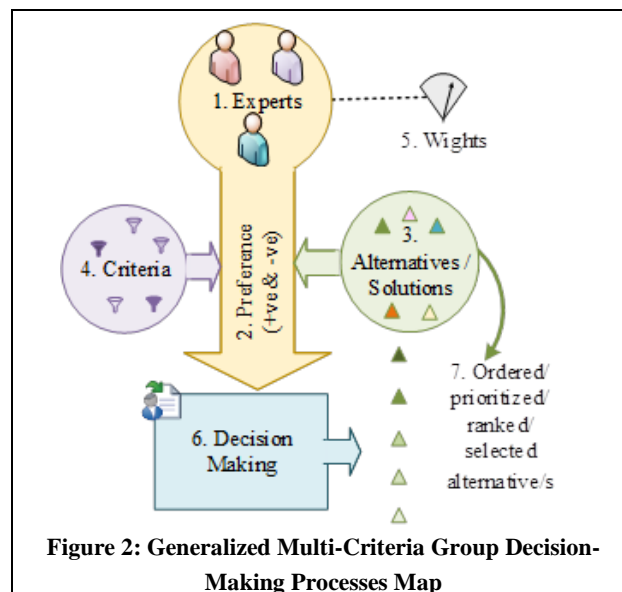 1. Experts
5. Wights
2. Preference
(+ve & -ve)
3.
Alternatives /
Solutions
4. Criteria
6. Decision
Making
7. Ordered/
prioritized/
ranked/
selected
alternative/s
Figure 2: Generalized Multi-Criteria Group Decision-
Making Processes Map